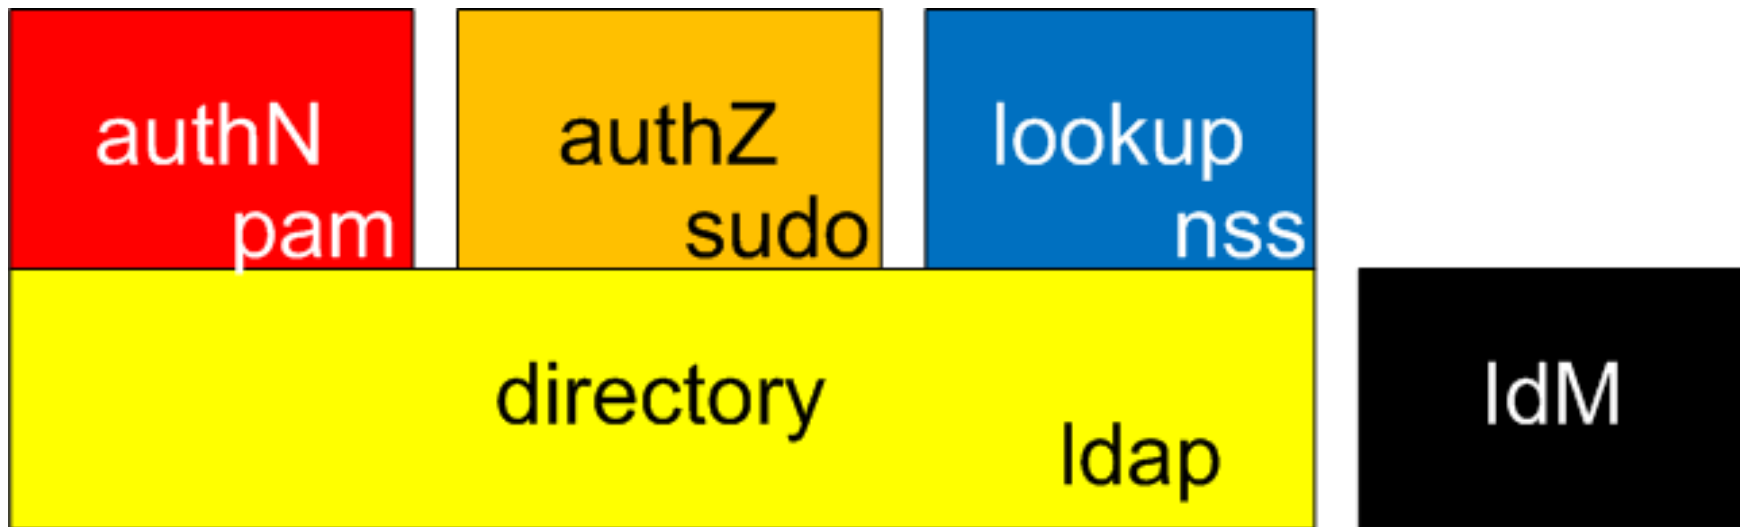 authN
pam
authZ
sudo
lookup
nss
directory
ldap
IdM